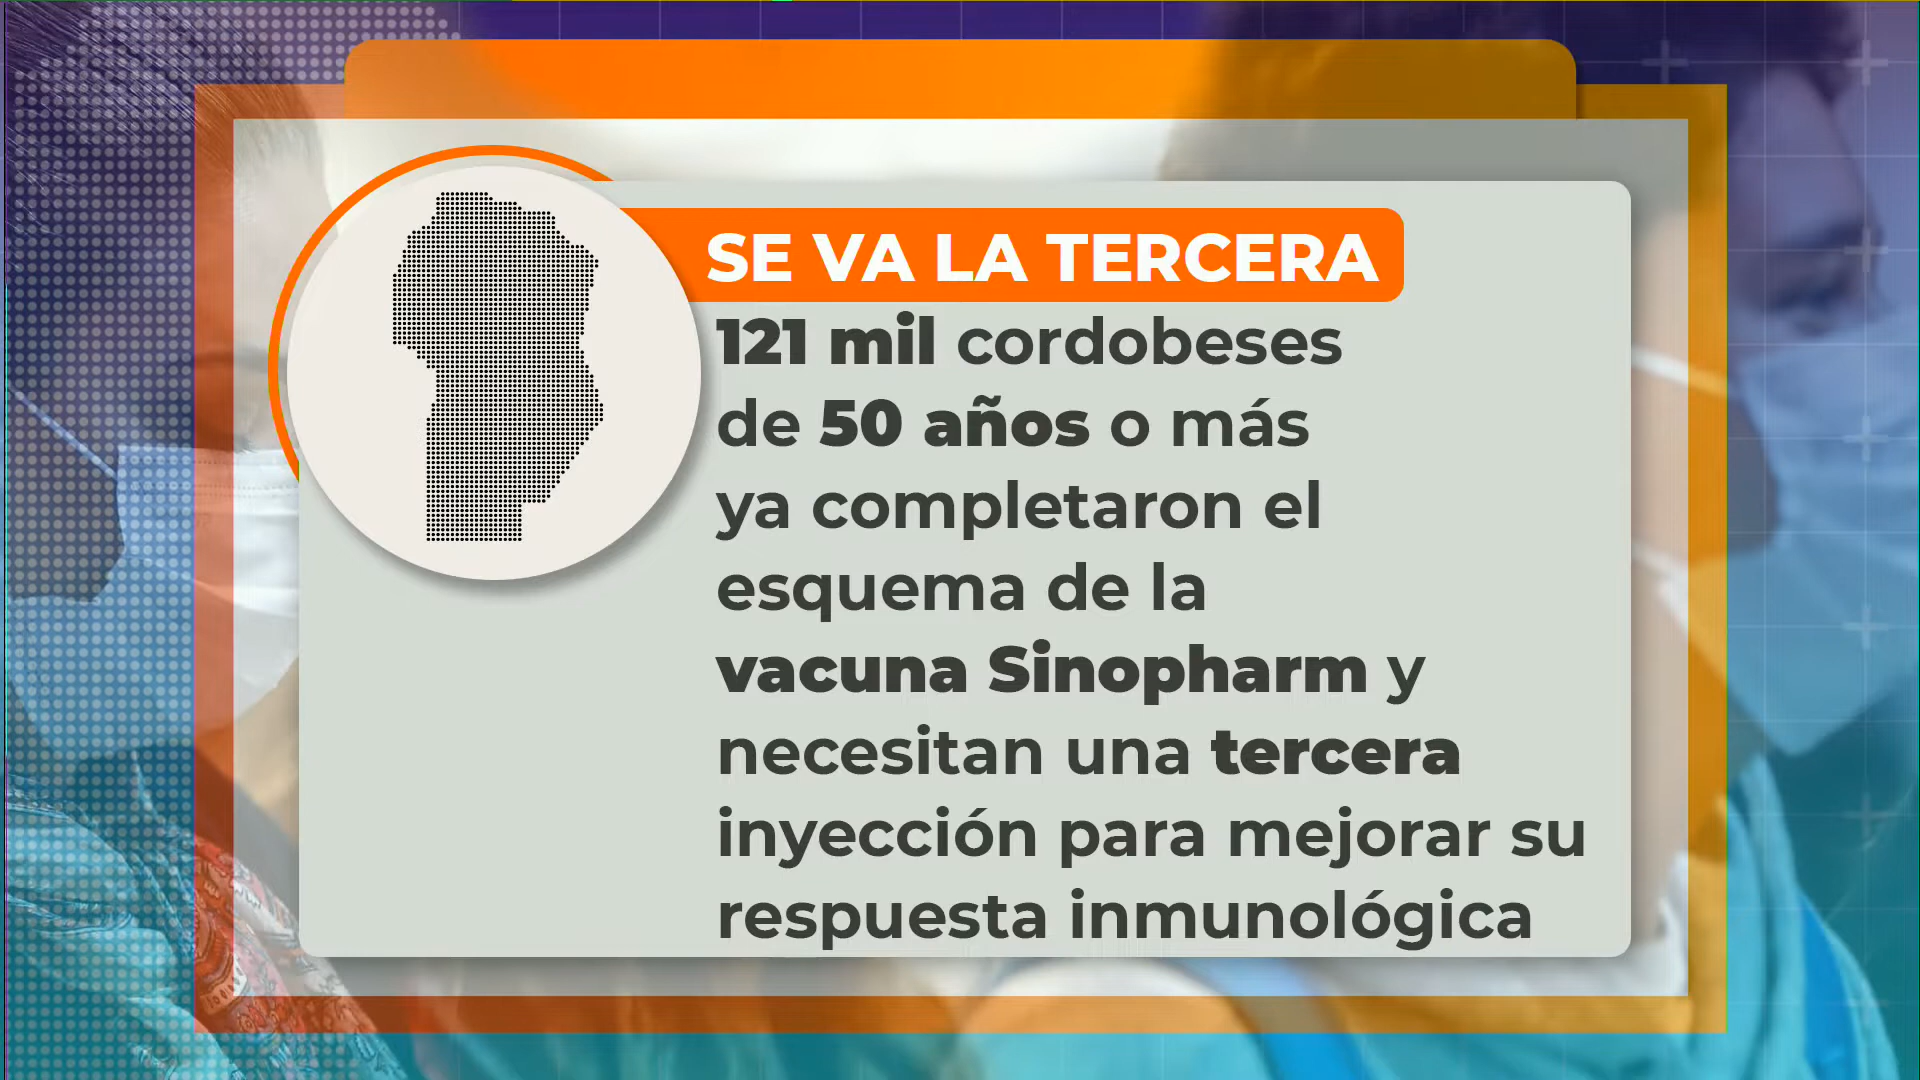 SE VA LA TERCERA
121 mil cordobeses
de 50 años o más
ya completaron el
esquema de la
vacuna Sinopharm y
necesitan una tercera
inyección para mejorar su
respuesta inmunológica